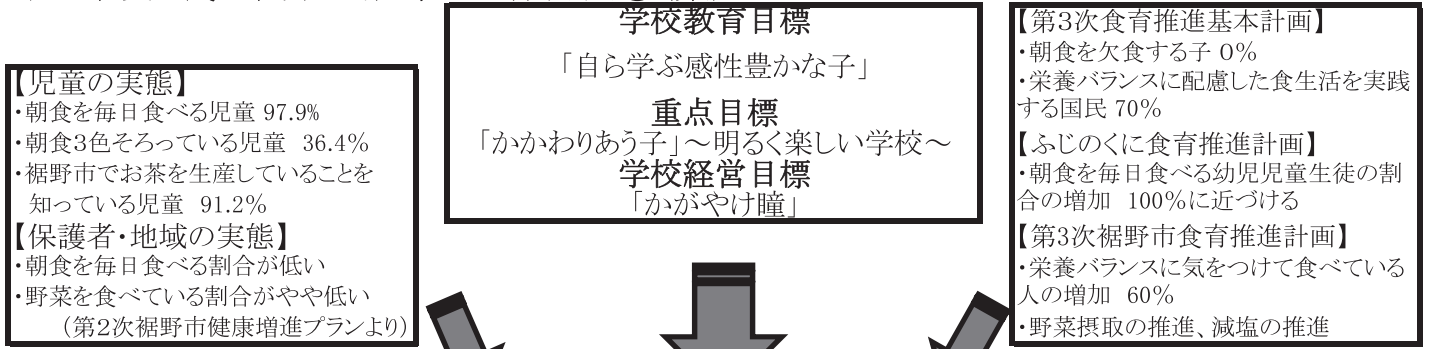 【児童の実態】
・朝食を毎日食べる児童 97.9%
・朝食3色そろっている児童　36.4%
・裾野市でお茶を生産していることを
知っている児童　91.2%
【保護者・地域の実態】
・朝食を毎日食べる割合が低い
・野菜を食べている割合がやや低い
（第2次裾野市健康増進プランより）
学校教育目標
「自ら学ぶ感性豊かな子」
重点目標
「かかわりあう子」～明るく楽しい学校～
学校経営目標
「かがやけ瞳」
【第3次食育推進基本計画】
・朝食を欠食する子 0%
・栄養バランスに配慮した食生活を実践
する国民 70%
【ふじのくに食育推進計画】
・朝食を毎日食べる幼児児童生徒の割
合の増加　100%に近づける
【第3次裾野市食育推進計画】
・栄養バランスに気をつけて食べている
人の増加　60%
・野菜摂取の推進、減塩の推進